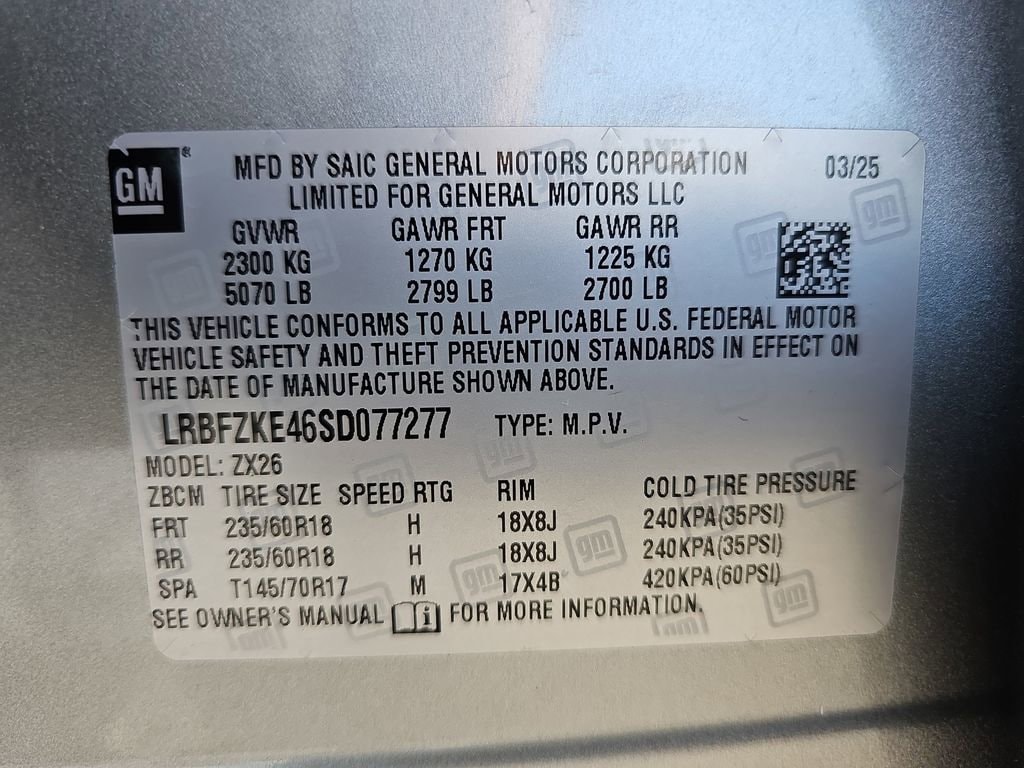 GM
MFD BY SAIC GENERAL MOTORS CORPORATION 03/25
LIMITED FOR GENERAL MOTORS LLC
GVWR GAWR FRT GAWR RR
2300 KG 1270 KG 1225 KG
5070 LB 2799 LB 2700 LB
THIS VEHICLE CONFORMS TO ALL APPLICABLE U.S. FEDERAL MOTOR
VEHICLE SAFETY AND THEFT PREVENTION STANDARDS IN EFFECT ON
THE DATE OF MANUFACTURE SHOWN ABOVE.
LRBFZKE46SD077277 TYPE: M.P.V.
MODEL: ZX26
ZBCM TIRE SIZE SPEED RTG RIM COLD TIRE PRESSURE
FRT 235/60R18 H 18X8J 240KPA(35PSI)
RR 235/60R18 H 18X8J 240KPA(35PSI)
SPA T145/70R17 M 17X4B 420KPA(60PSI)
SEE OWNER'S MANUAL i FOR MORE INFORMATION.